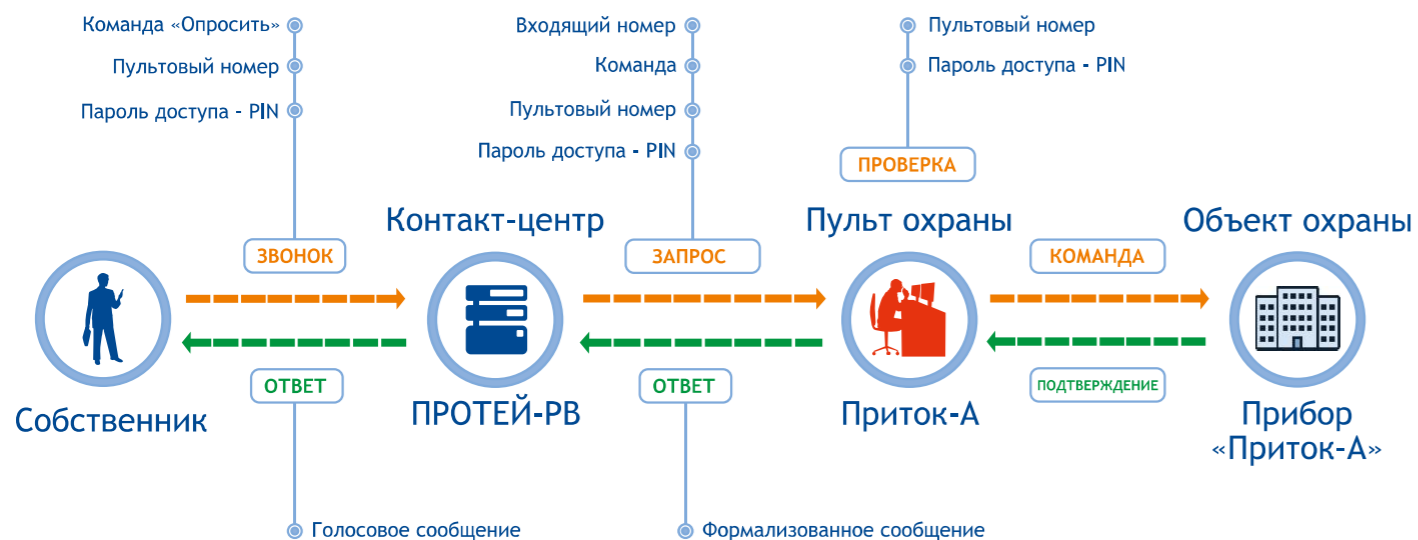 Команда «Опросить»
Пультовый номер
Пароль доступа - PIN
Входящий номер
Команда
Пультовый номер
Пароль доступа - PIN
Пультовый номер
Пароль доступа - PIN
ПРОВЕРКА
Контакт-центр
Пульт охраны
Объект охраны
ЗВОНОК
ЗАПРОС
КОМАНДА
ОТВЕТ
ОТВЕТ
ПОДТВЕРЖДЕНИЕ
Собственник
ПРОТЕЙ-РВ
Приток-А
Прибор
«Приток-А»
Голосовое сообщение
Формализованное сообщение